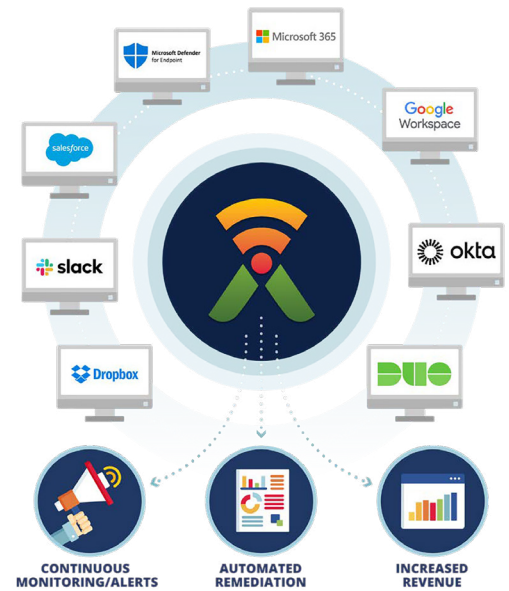 Microsoft 365
Microsoft Defender
for Endpoint
Google
Workspace
salesforce
okta
slack
Dropbox
DUO
CONTINUOUS
MONITORING/ALERTS
AUTOMATED
REMEDIATION
INCREASED
REVENUE